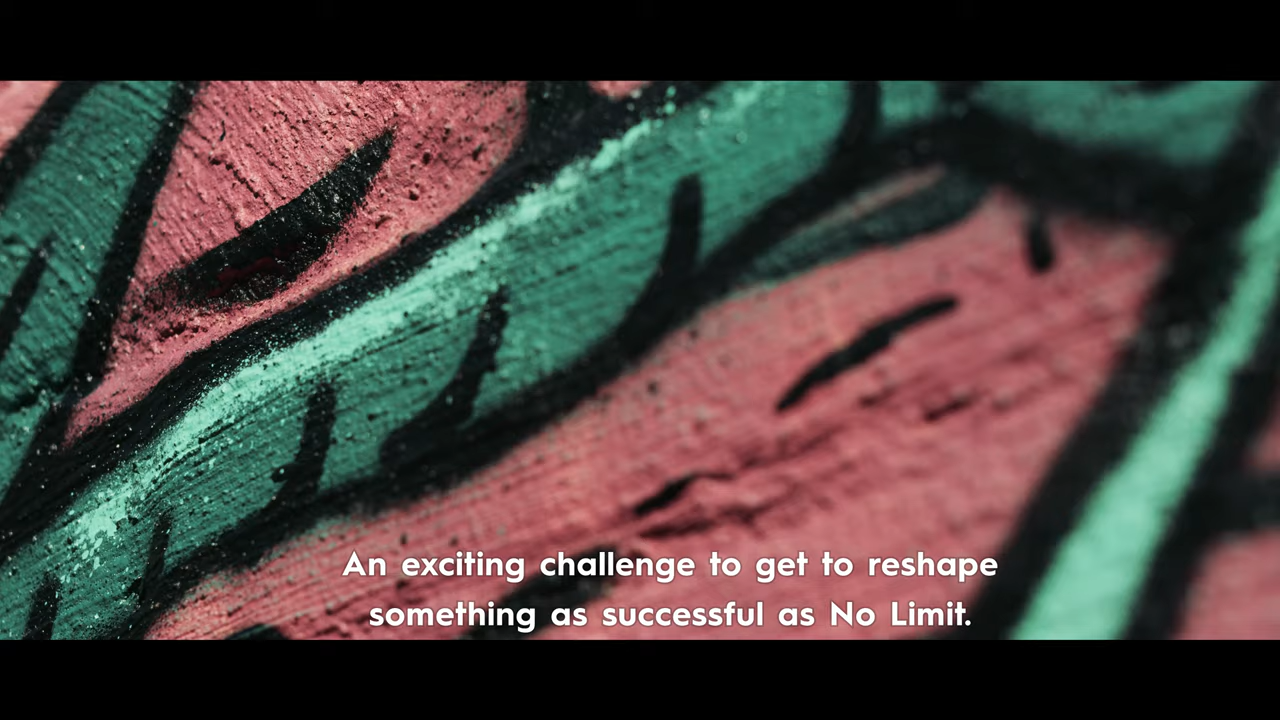 An exciting challenge to get to reshape
something as successful as No Limit.